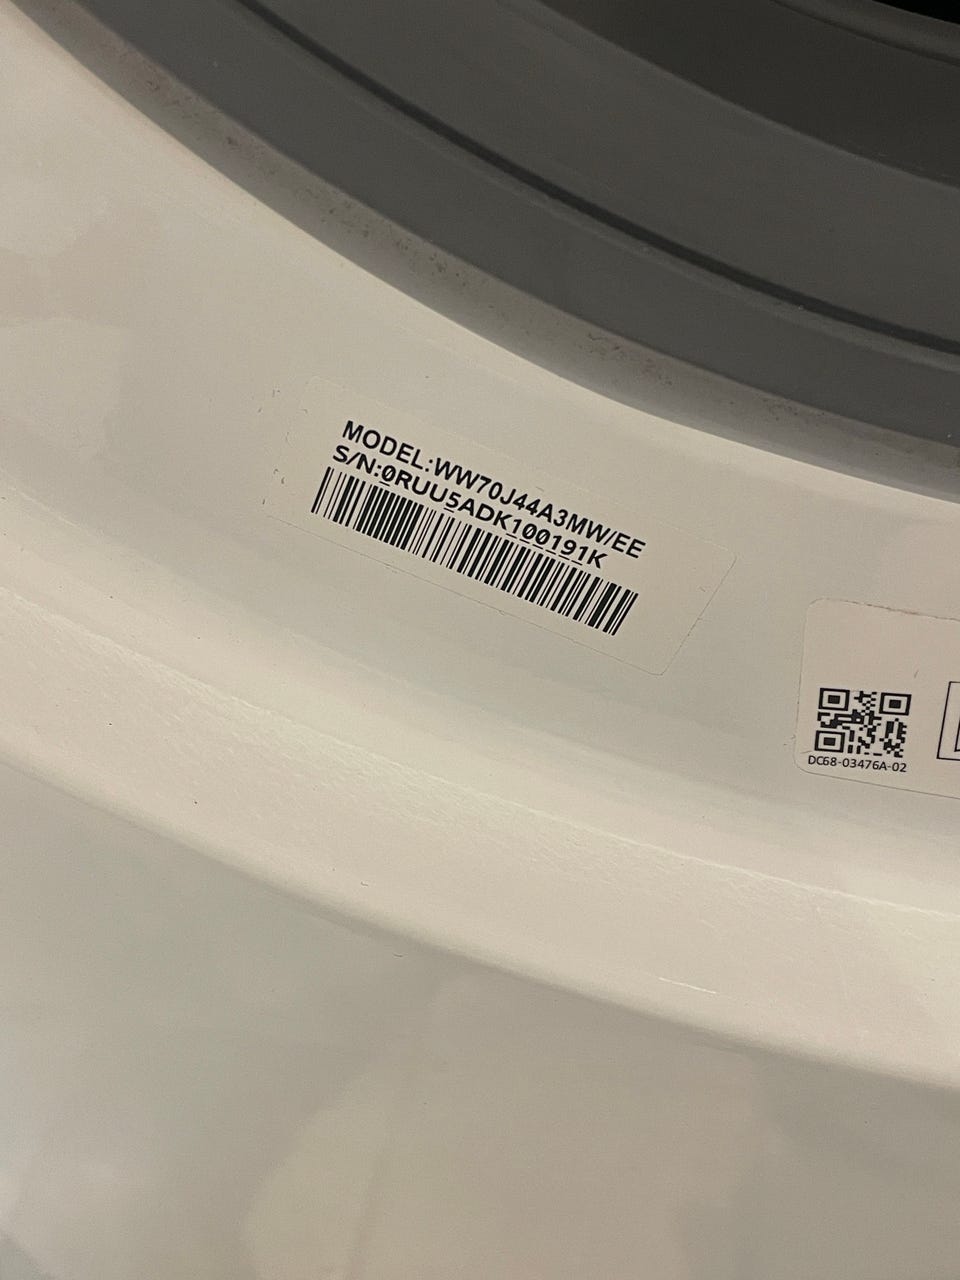 MODEL:WW70J44A3MW/EE
S/N:0RUU5ADK100191K
DC68-03476A-02